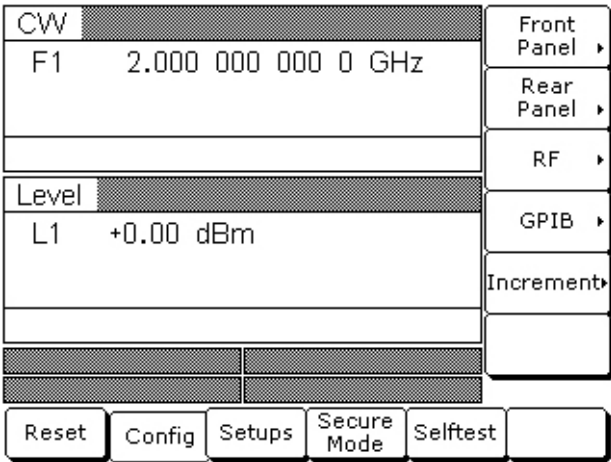 CW
F1 2.000 000 000 0 GHz
Level
L1 +0.00 dBm
Front
Panel
Rear
Panel
RF
GPIB
Increment
Reset
Config
Setups
Secure
Mode
Selftest